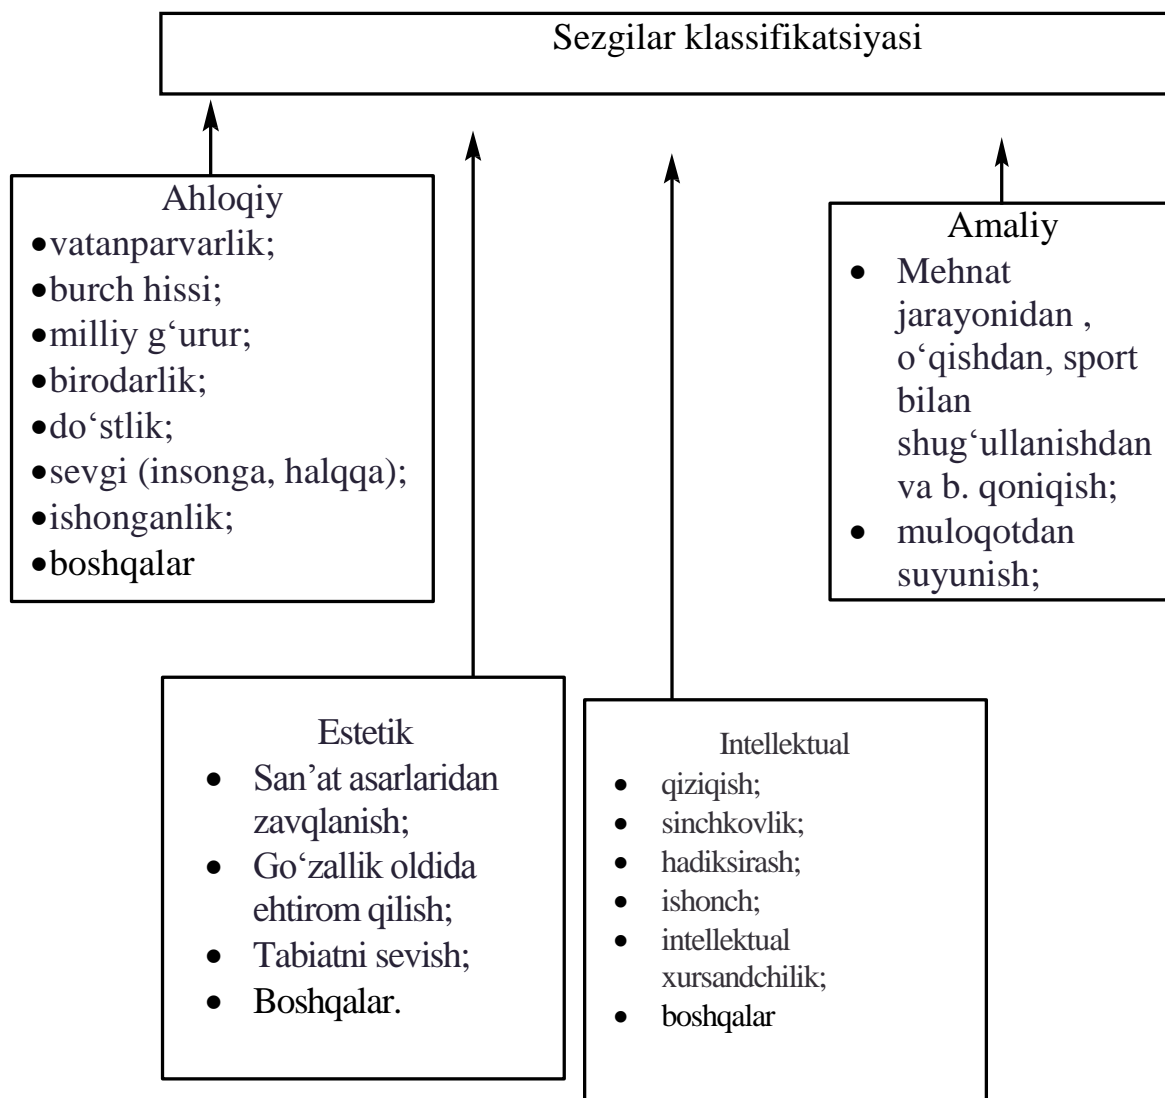 Sezgilar klassifikatsiyasi
Ahloqiy
•vatanparvarlik;
•burch hissi;
•milliy g‘urur;
•birodarlik;
•do‘stlik;
•sevgi (insonga, halqqa);
•ishonganlik;
•boshqalar
Amaliy
• Mehnat
jarayonidan ,
o‘qishdan, sport
bilan
shug‘ullanishdan
va b. qoniqish;
• muloqotdan
suyunish;
Estetik
• San’at asarlaridan
zavqlanish;
• Go‘zallik oldida
ehtirom qilish;
• Tabiatni sevish;
• Boshqalar.
Intellektual
• qiziqish;
• sinchkovlik;
• hadiksirash;
• ishonch;
• intellektual
xursandchilik;
• boshqalar